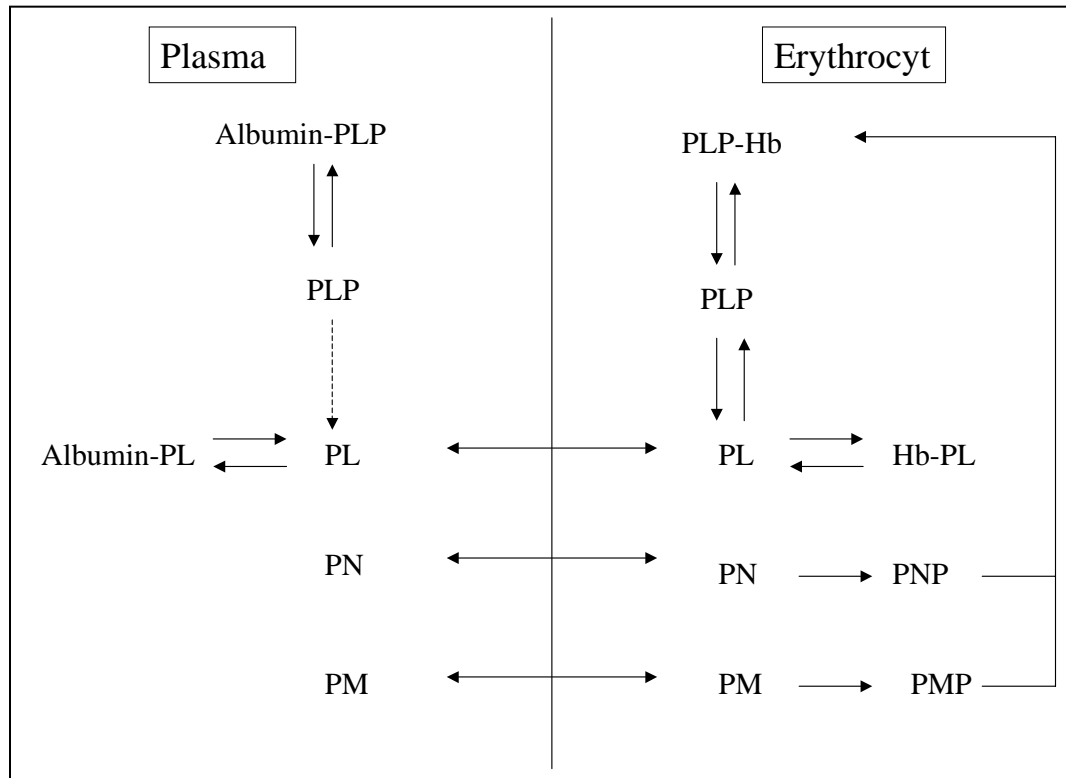 Plasma
Erythrocyt
Albumin-PLP
PLP-Hb
PLP
PLP
Albumin-PL
PL
PL
Hb-PL
PN
PN
PNP
PM
PM
PMP